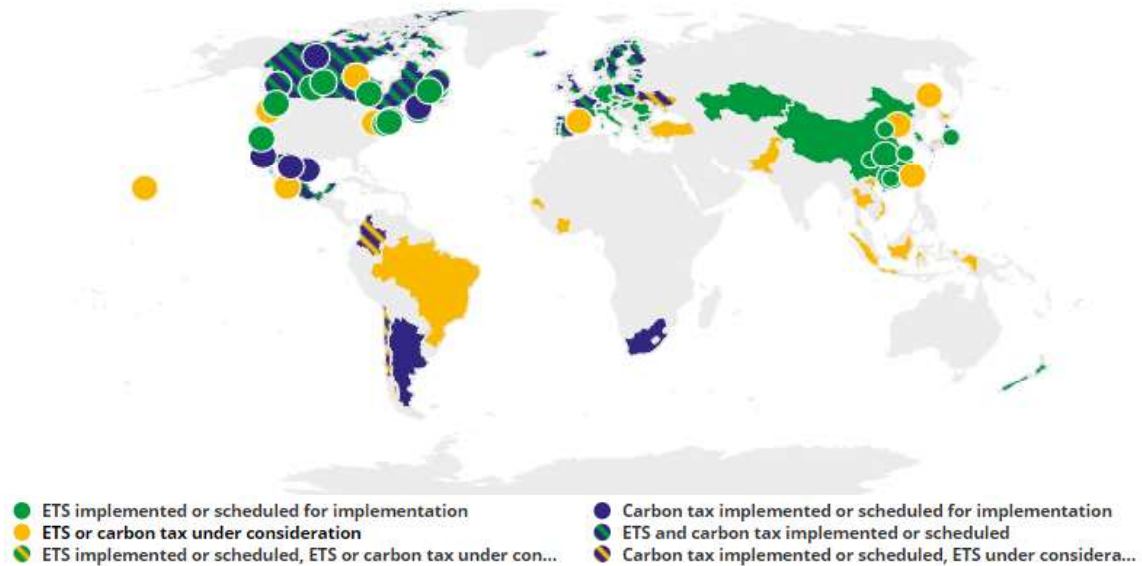 ETS implemented or scheduled for implementation
Carbon tax implemented or scheduled for implementation
ETS or carbon tax under consideration
ETS and carbon tax implemented or scheduled
ETS implemented or scheduled, ETS or carbon tax under con...
Carbon tax implemented or scheduled, ETS under considera...